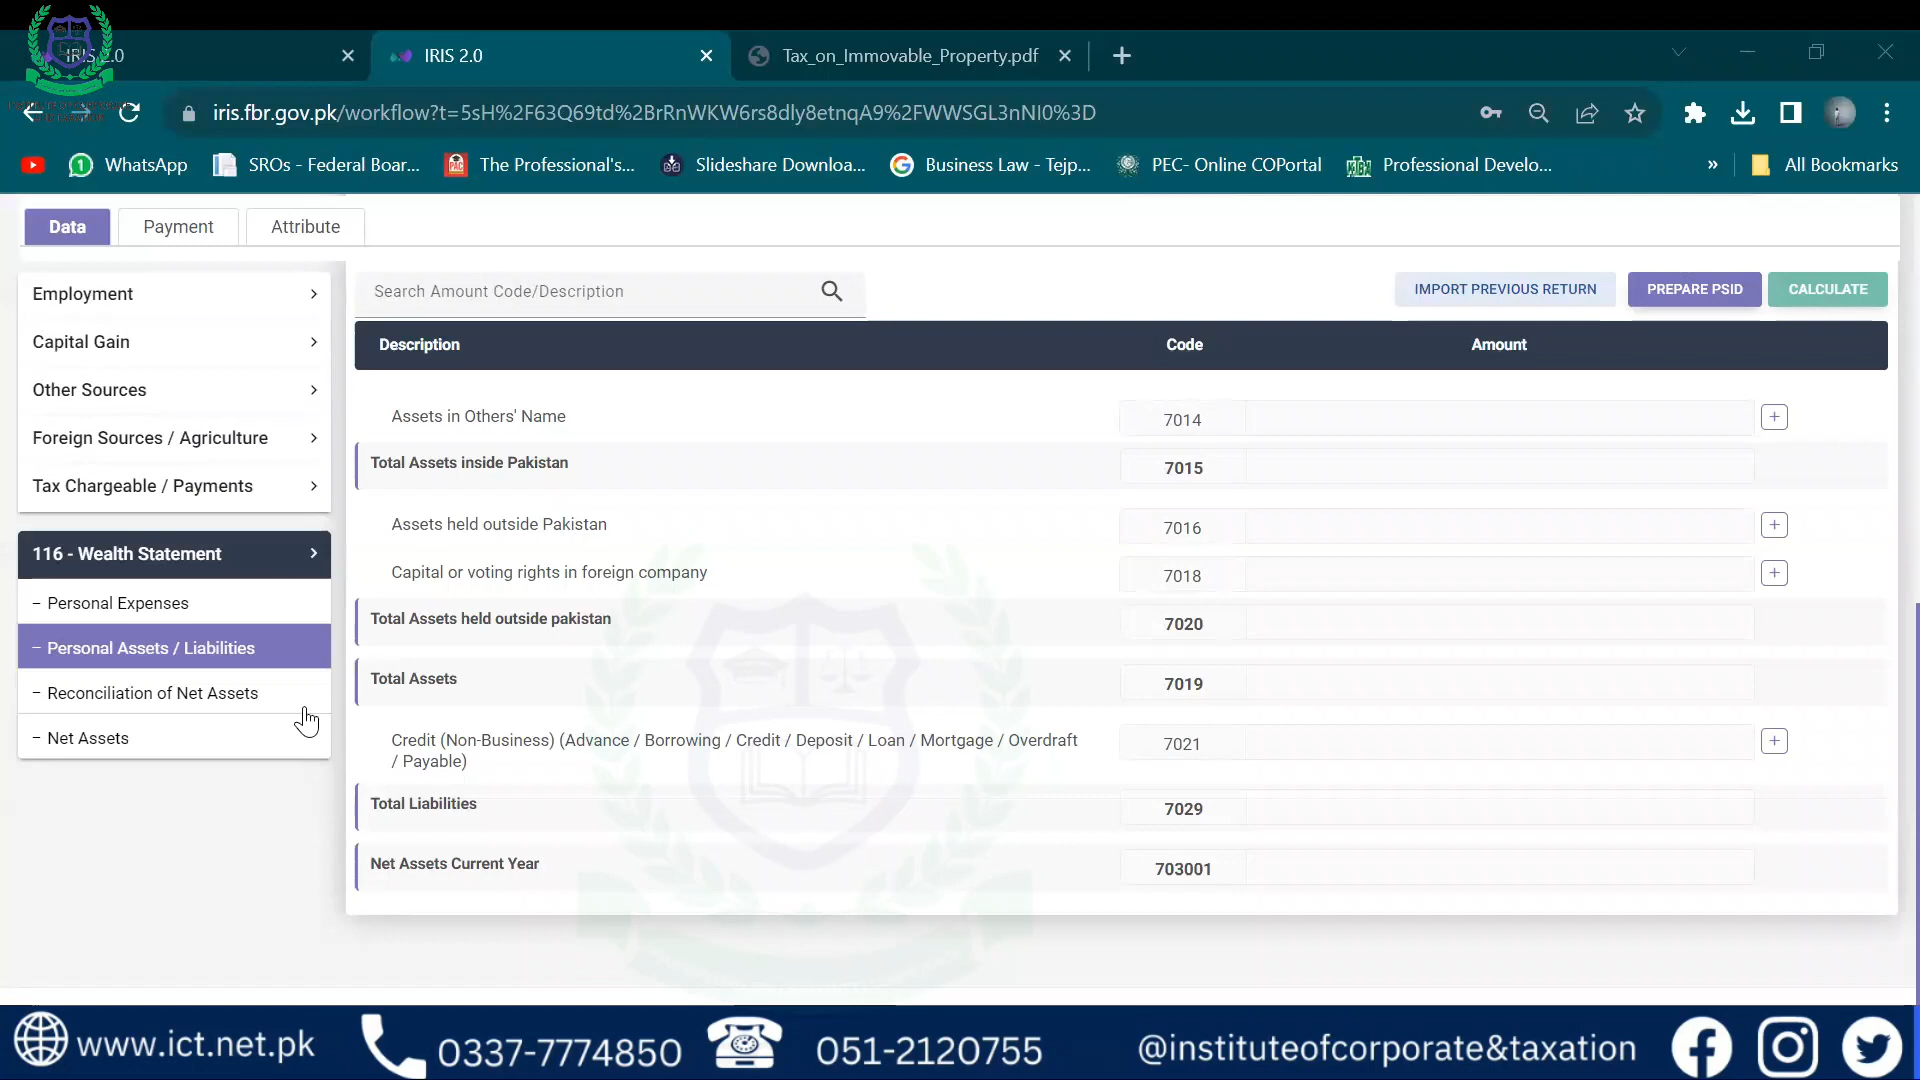 IRIS 2.0
IRIS 2.0
Tax_on_Immovable_Property.pdf
iris.fbr.gov.pk/workflow?t=5sH%2F63Q69td%2BrRnWKW6rs8dly8etnqA9%2FWWSGL3nNI0%3D
WhatsApp
SROs - Federal Boar...
The Professional's...
Slideshare Downloa...
Business Law - Tejp...
PEC- Online COPortal
Professional Develo...
»
All Bookmarks
Data
Payment
Attribute
Employment
Capital Gain
Other Sources
Foreign Sources / Agriculture
Tax Chargeable / Payments
116 - Wealth Statement
– Personal Expenses
– Personal Assets / Liabilities
– Reconciliation of Net Assets
– Net Assets
Search Amount Code/Description
IMPORT PREVIOUS RETURN
PREPARE PSID
CALCULATE
Description Code Amount
Assets in Others' Name 7014
Total Assets inside Pakistan 7015
Assets held outside Pakistan 7016
Capital or voting rights in foreign company 7018
Total Assets held outside pakistan 7020
Total Assets 7019
Credit (Non-Business) (Advance / Borrowing / Credit / Deposit / Loan / Mortgage / Overdraft
/ Payable) 7021
Total Liabilities 7029
Net Assets Current Year 703001
www.ict.net.pk
0337-7774850
051-2120755
@instituteofcorporate&taxation